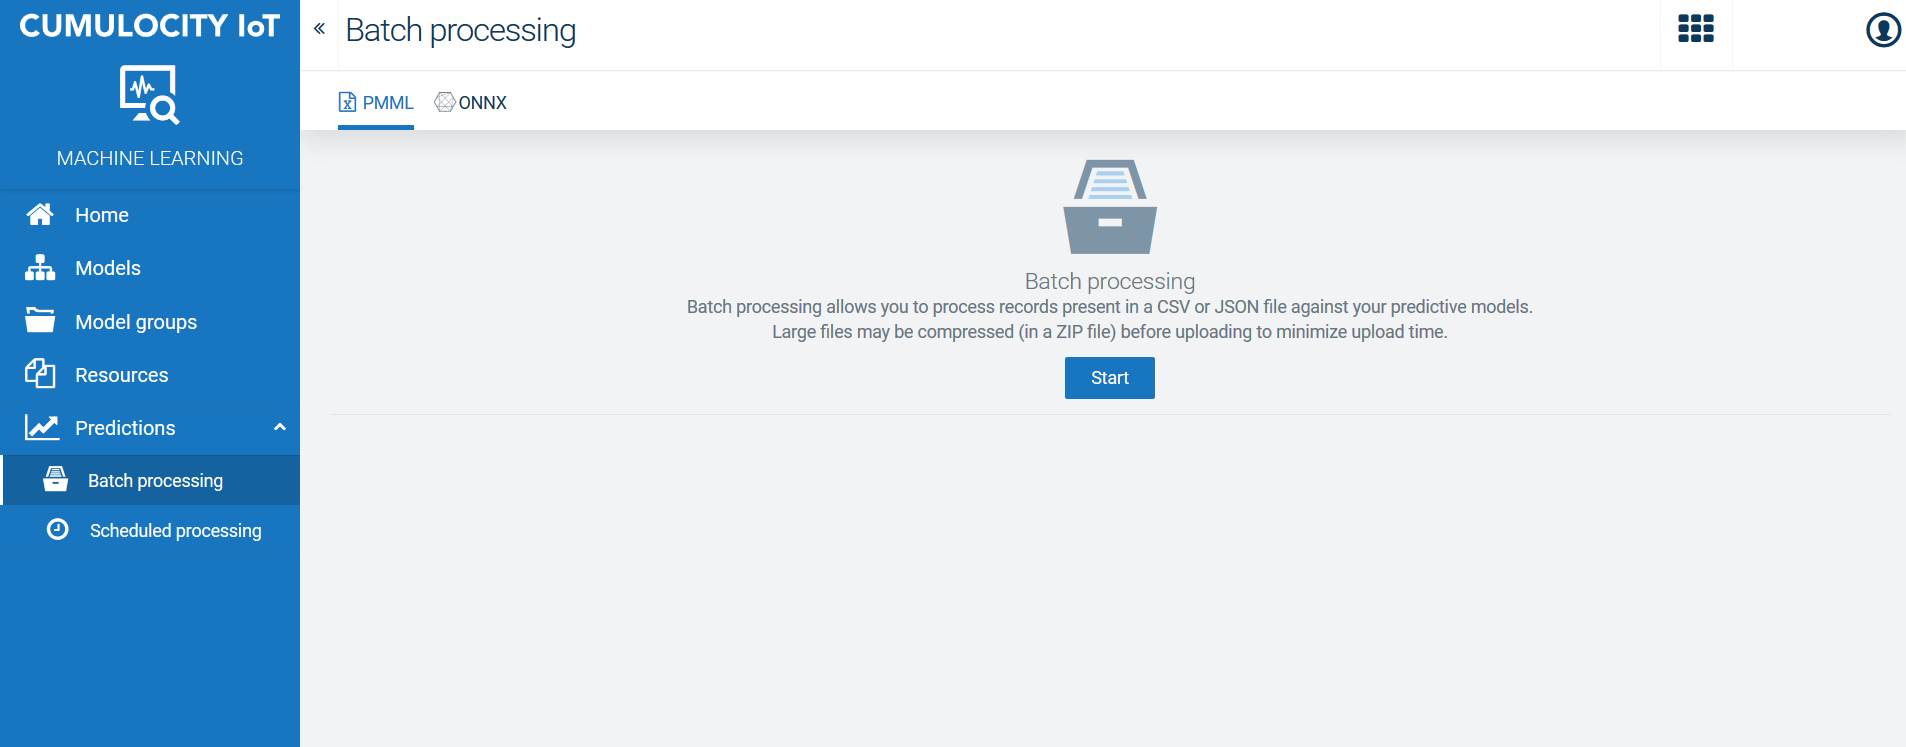 CUMULOCITY IoT
MACHINE LEARNING
Home
Models
Model groups
Resources
Predictions
Batch processing
Scheduled processing
Batch processing
PMML
ONNX
Batch processing
Batch processing allows you to process records present in a CSV or JSON file against your predictive models.
Large files may be compressed (in a ZIP file) before uploading to minimize upload time.
Start